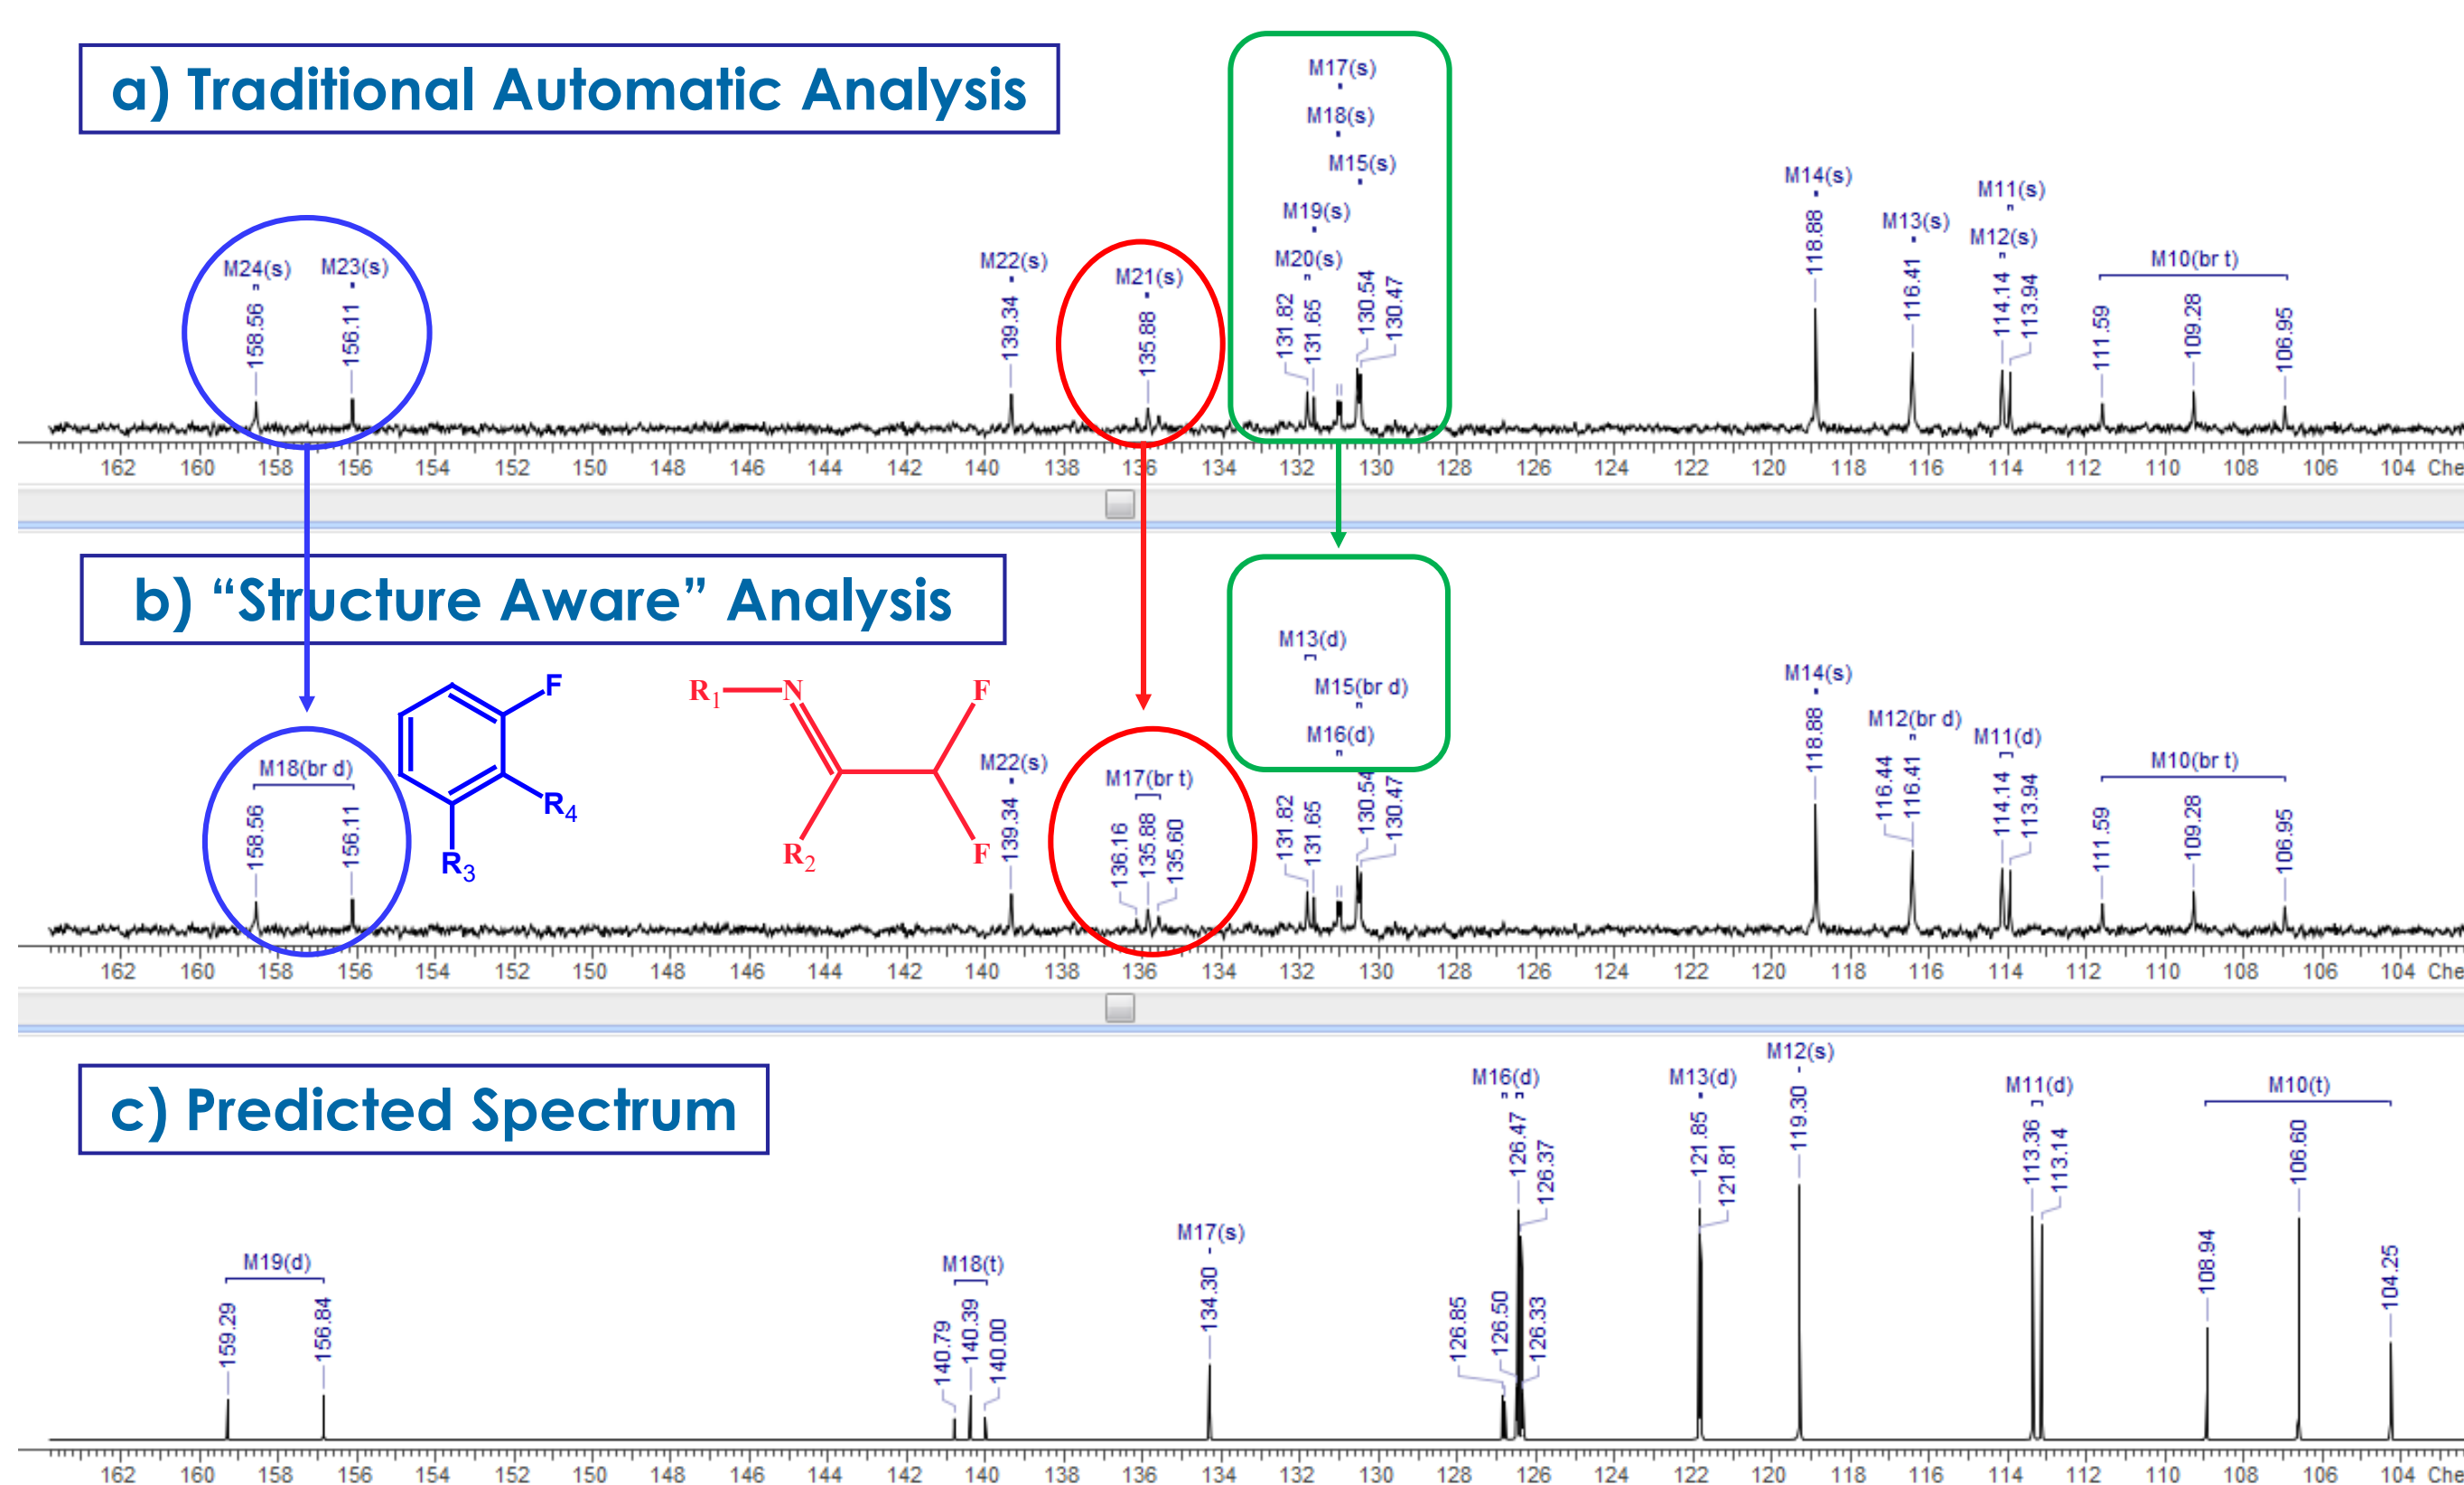 a) Traditional Automatic Analysis
M17(s)
M18(s)
M15(s)
M19(s)
M20(s)
M24(s) M23(s)
M22(s)
M21(s)
M14(s)
M13(s)
M11(s)
M12(s)
M10(br t)
158.56 156.11 139.34 135.88 131.82 131.65 130.54 130.47 118.88 116.41 114.14 113.94 111.59 109.28 106.95
162 160 158 156 154 152 150 148 146 144 142 140 138 136 134 132 130 128 126 124 122 120 118 116 114 112 110 108 106 104 Che
b) “Structure Aware” Analysis
M13(d)
M15(br d)
M16(d)
M14(s)
M12(br d)
M11(d)
M10(br t)
M18(br d)
M22(s)
M17(br t)
F
R4
R3
R1 N F
R2 F
158.56 156.11 139.34 136.16 135.88 135.60 131.82 131.65 130.54 130.47 118.88 116.44 116.41 114.14 113.94 111.59 109.28 106.95
162 160 158 156 154 152 150 148 146 144 142 140 138 136 134 132 130 128 126 124 122 120 118 116 114 112 110 108 106 104 Che
c) Predicted Spectrum
M12(s)
M16(d) M13(d) M11(d) M10(t)
M17(s)
M19(d) M18(t)
159.29 156.84 140.79 140.39 140.00 134.30 126.85 126.50 126.47 126.37 126.33 121.85 121.81 119.30 113.36 113.14 108.94 106.60 104.25
162 160 158 156 154 152 150 148 146 144 142 140 138 136 134 132 130 128 126 124 122 120 118 116 114 112 110 108 106 104 Che